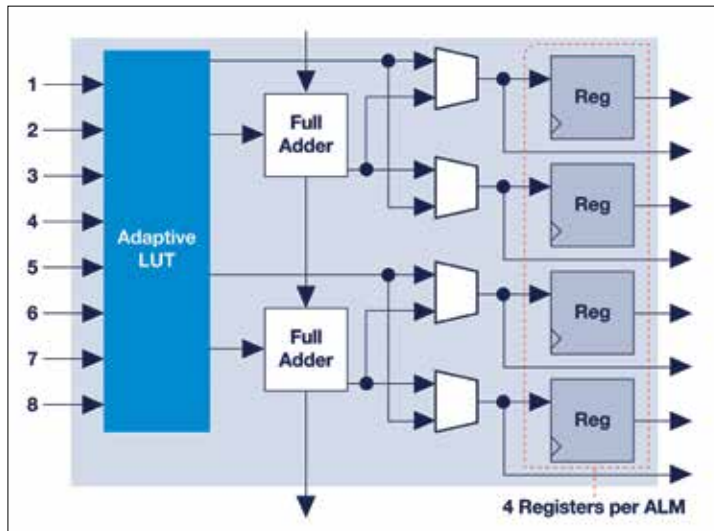 1
2
3
4
5
6
7
8
Adaptive
LUT
Full
Adder
Full
Adder
Reg
Reg
Reg
Reg
4 Registers per ALM